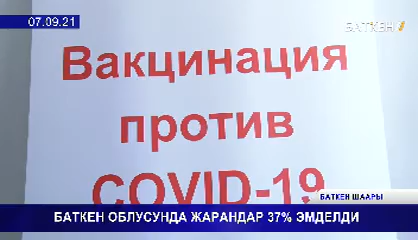 07.09.21
БАТКЕН
Вакцинация
против
COVID-19
БАТКЕН ШААРЫ
БАТКЕН ОБЛУСУНДА ЖАРАНДАР 37% ЭМДЕЛДИ